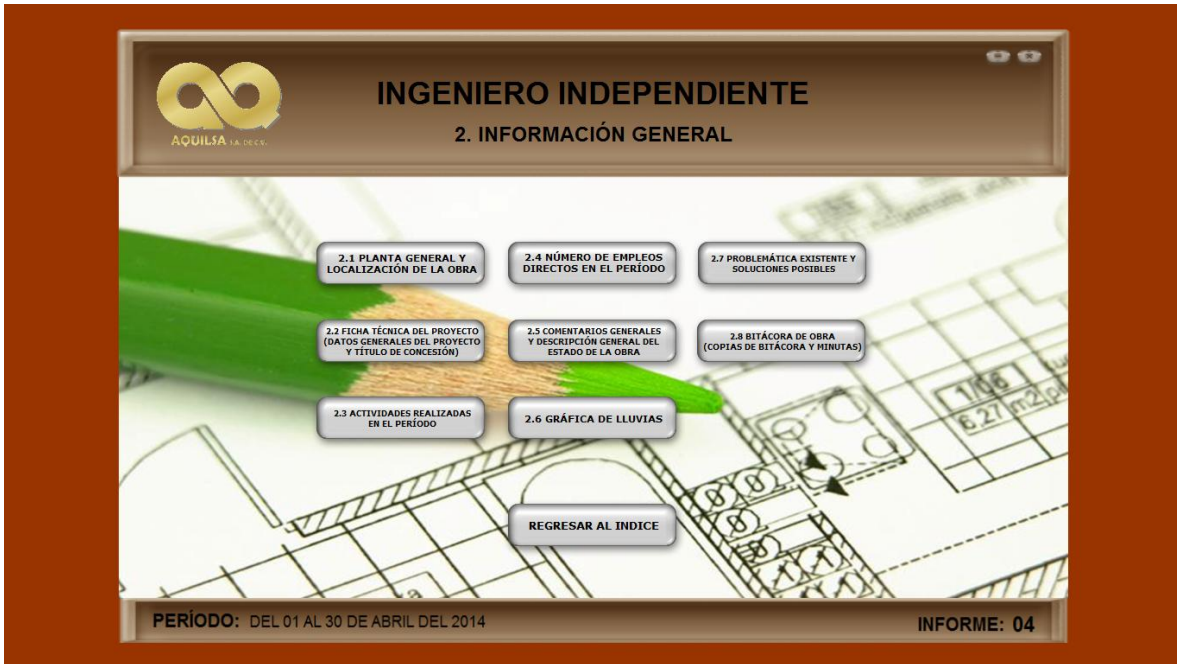 INGENIERO INDEPENDIENTE
2. INFORMACIÓN GENERAL
AQUILSA S.A. DE C.V.
2.1 PLANTA GENERAL Y
LOCALIZACIÓN DE LA OBRA
2.2 FICHA TÉCNICA DEL PROYECTO
(DATOS GENERALES DEL PROYECTO
Y TÍTULO DE CONCESIÓN)
2.3 ACTIVIDADES REALIZADAS
EN EL PERÍODO
2.4 NÚMERO DE EMPLEOS
DIRECTOS EN EL PERÍODO
2.5 COMENTARIOS GENERALES
Y DESCRIPCIÓN GENERAL DEL
ESTADO DE LA OBRA
2.6 GRÁFICA DE LLUVIAS
2.7 PROBLEMÁTICA EXISTENTE Y
SOLUCIONES POSIBLES
2.8 BITÁCORA DE OBRA
(COPIAS DE BITÁCORA Y MINUTAS)
1/06
6,27 m2
REGRESAR AL INDICE
PERÍODO: DEL 01 AL 30 DE ABRIL DEL 2014
INFORME: 04